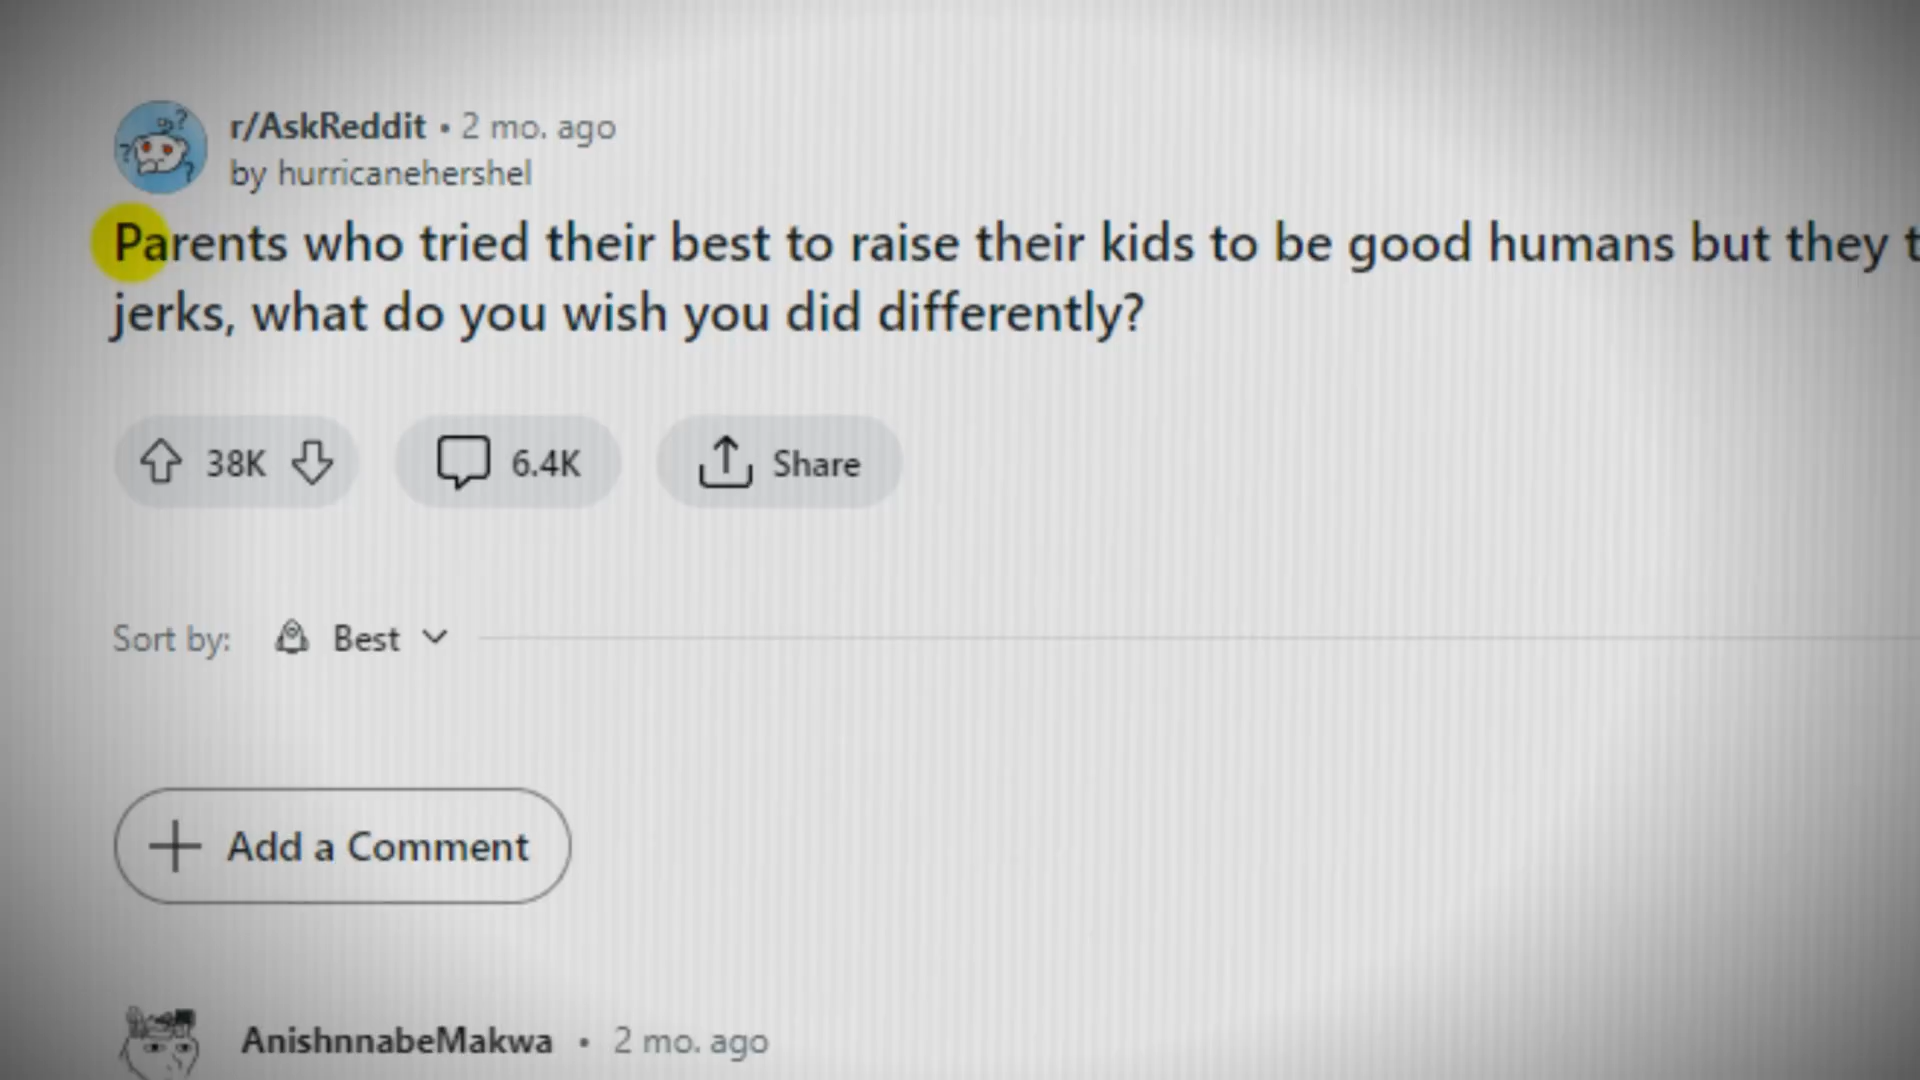 r/AskReddit • 2 mo. ago
by hurricanehershel
Parents who tried their best to raise their kids to be good humans but they
jerks, what do you wish you did differently?
38K 6.4K Share
Sort by: Best
Add a Comment
AnishnnabeMakwa • 2 mo. ago